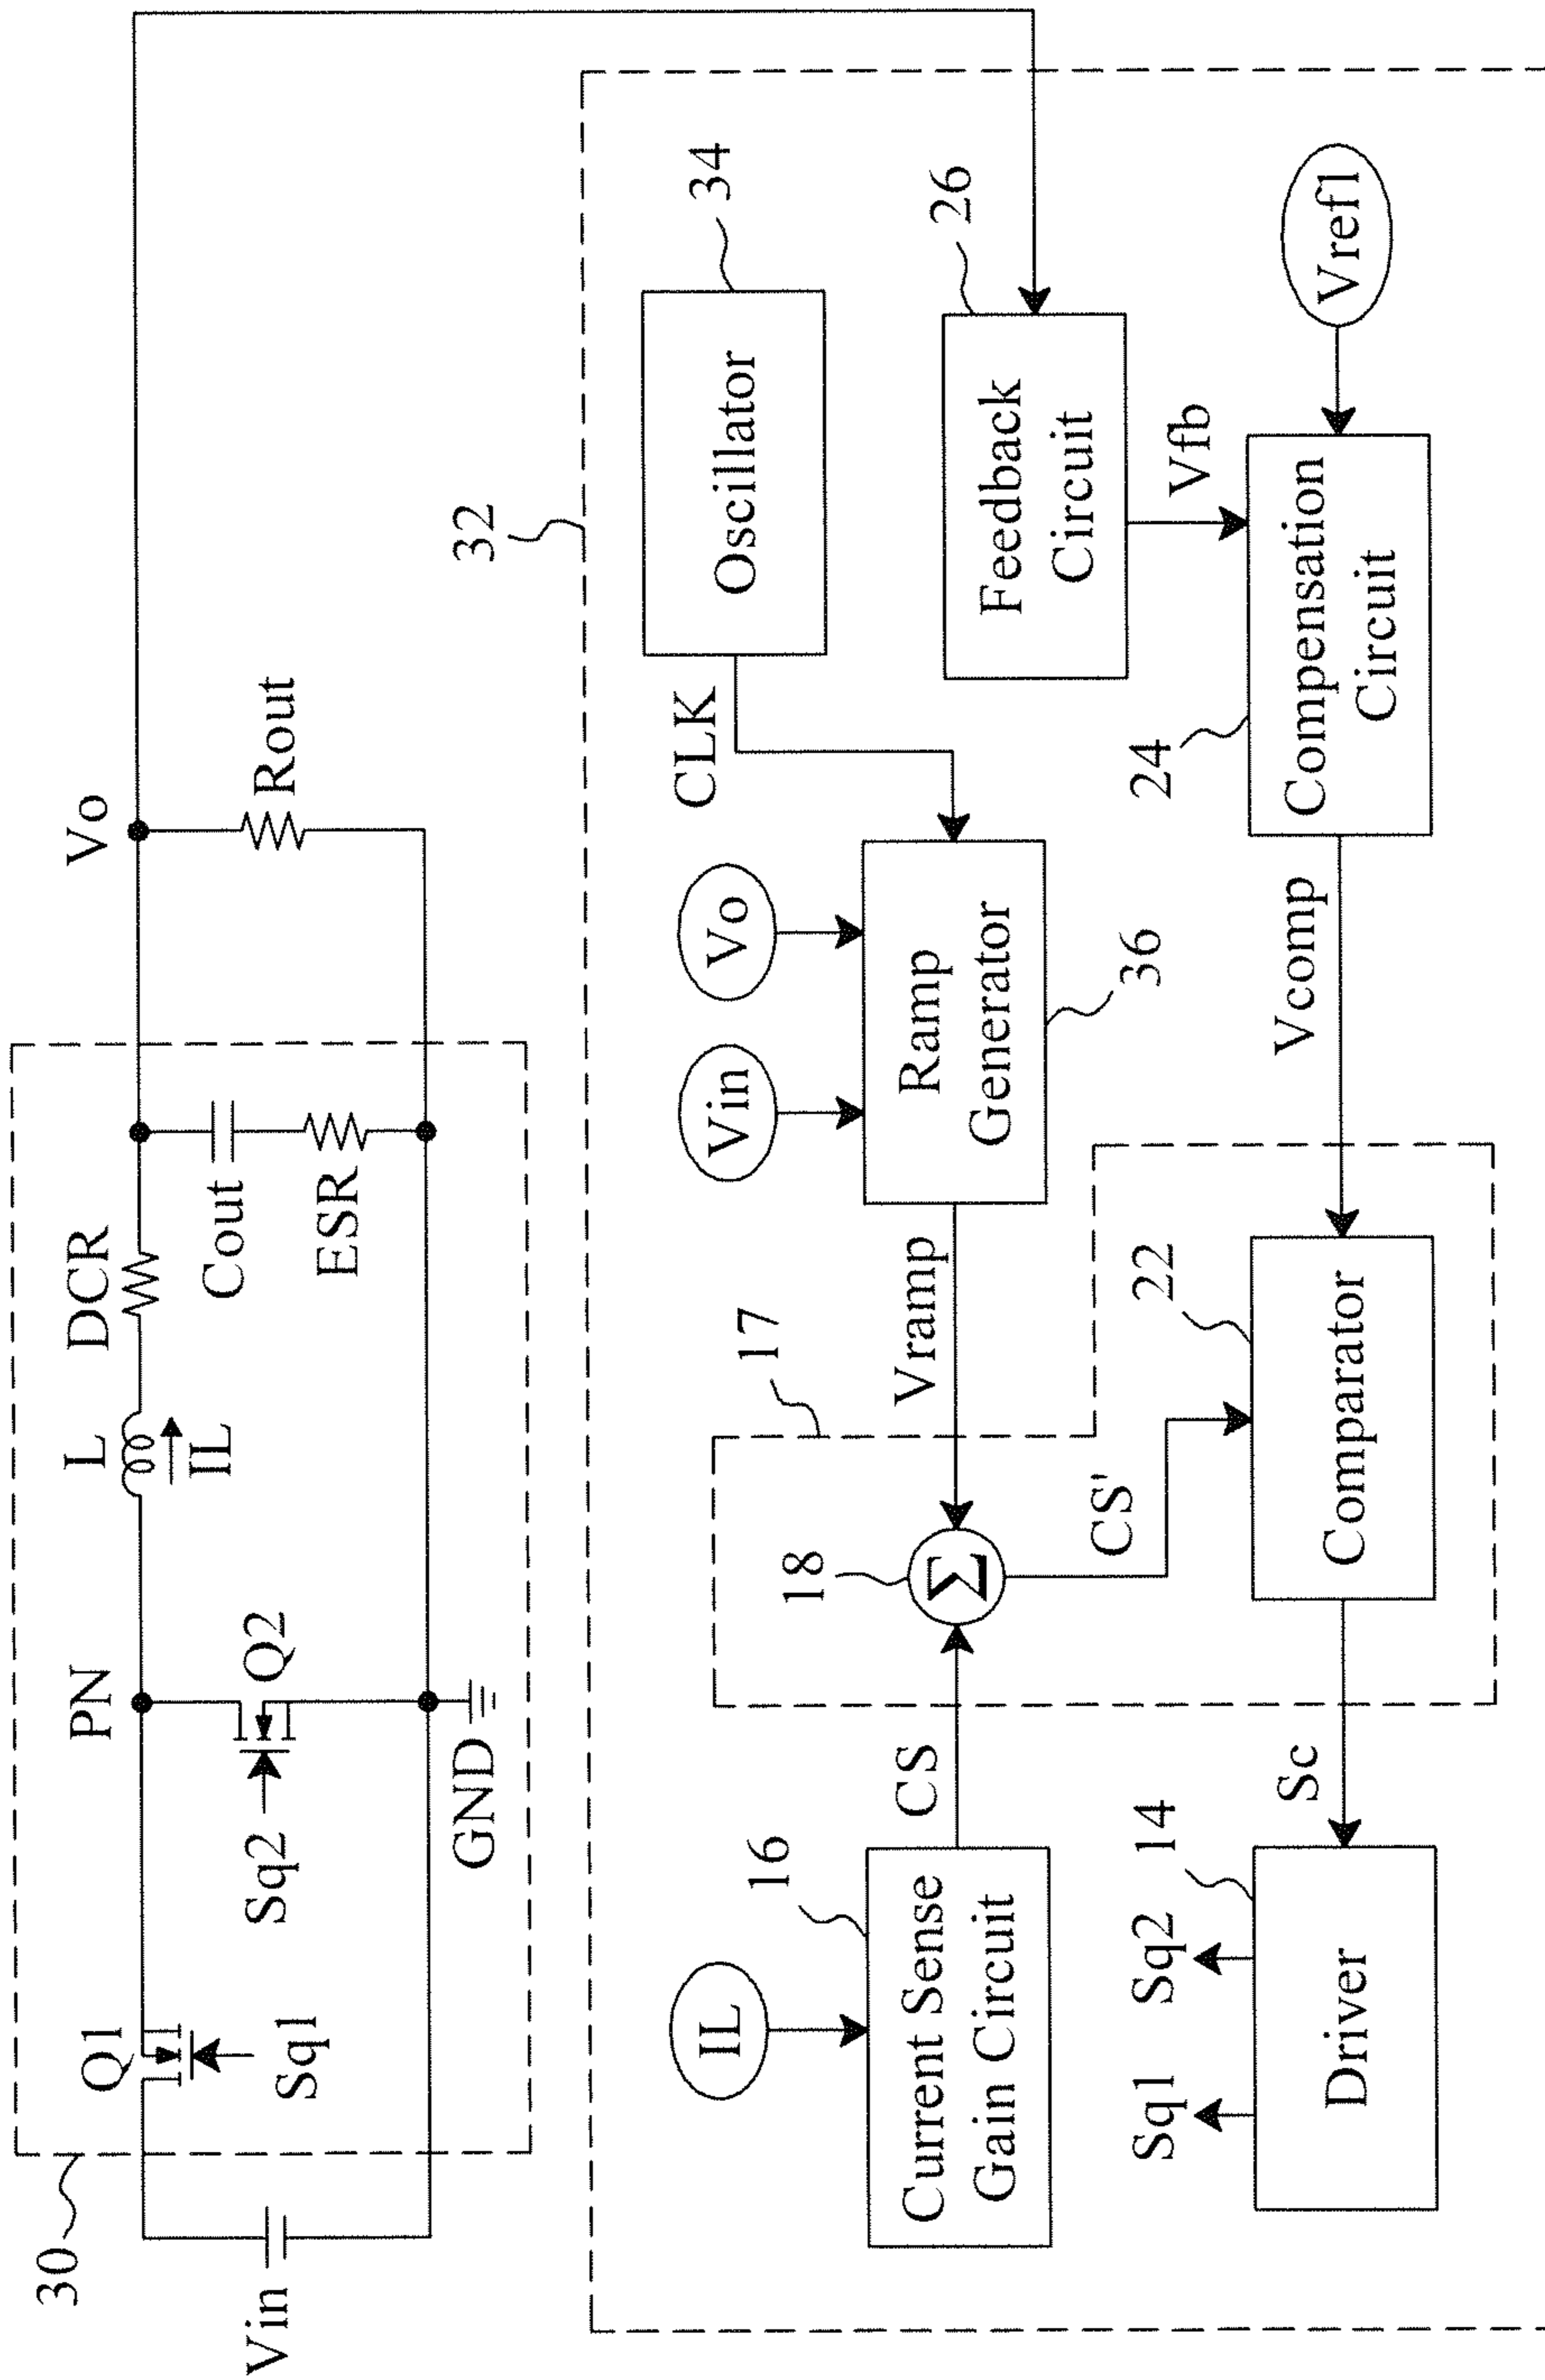 30
Vin
Q1
Sq1
PN
Q2
Sq2
GND
L
IL
DCR
Cout
ESR
Vo
Rout
32
IL
16
Current Sense
Gain Circuit
CS
18
Σ
17
Vramp
Vin
Vo
Ramp
Generator
36
CLK
Oscillator
34
CS'
Feedback
Circuit
26
Vfb
Sq1
Sq2
14
Driver
Sc
22
Comparator
Vcomp
24
Compensation
Circuit
Vref1